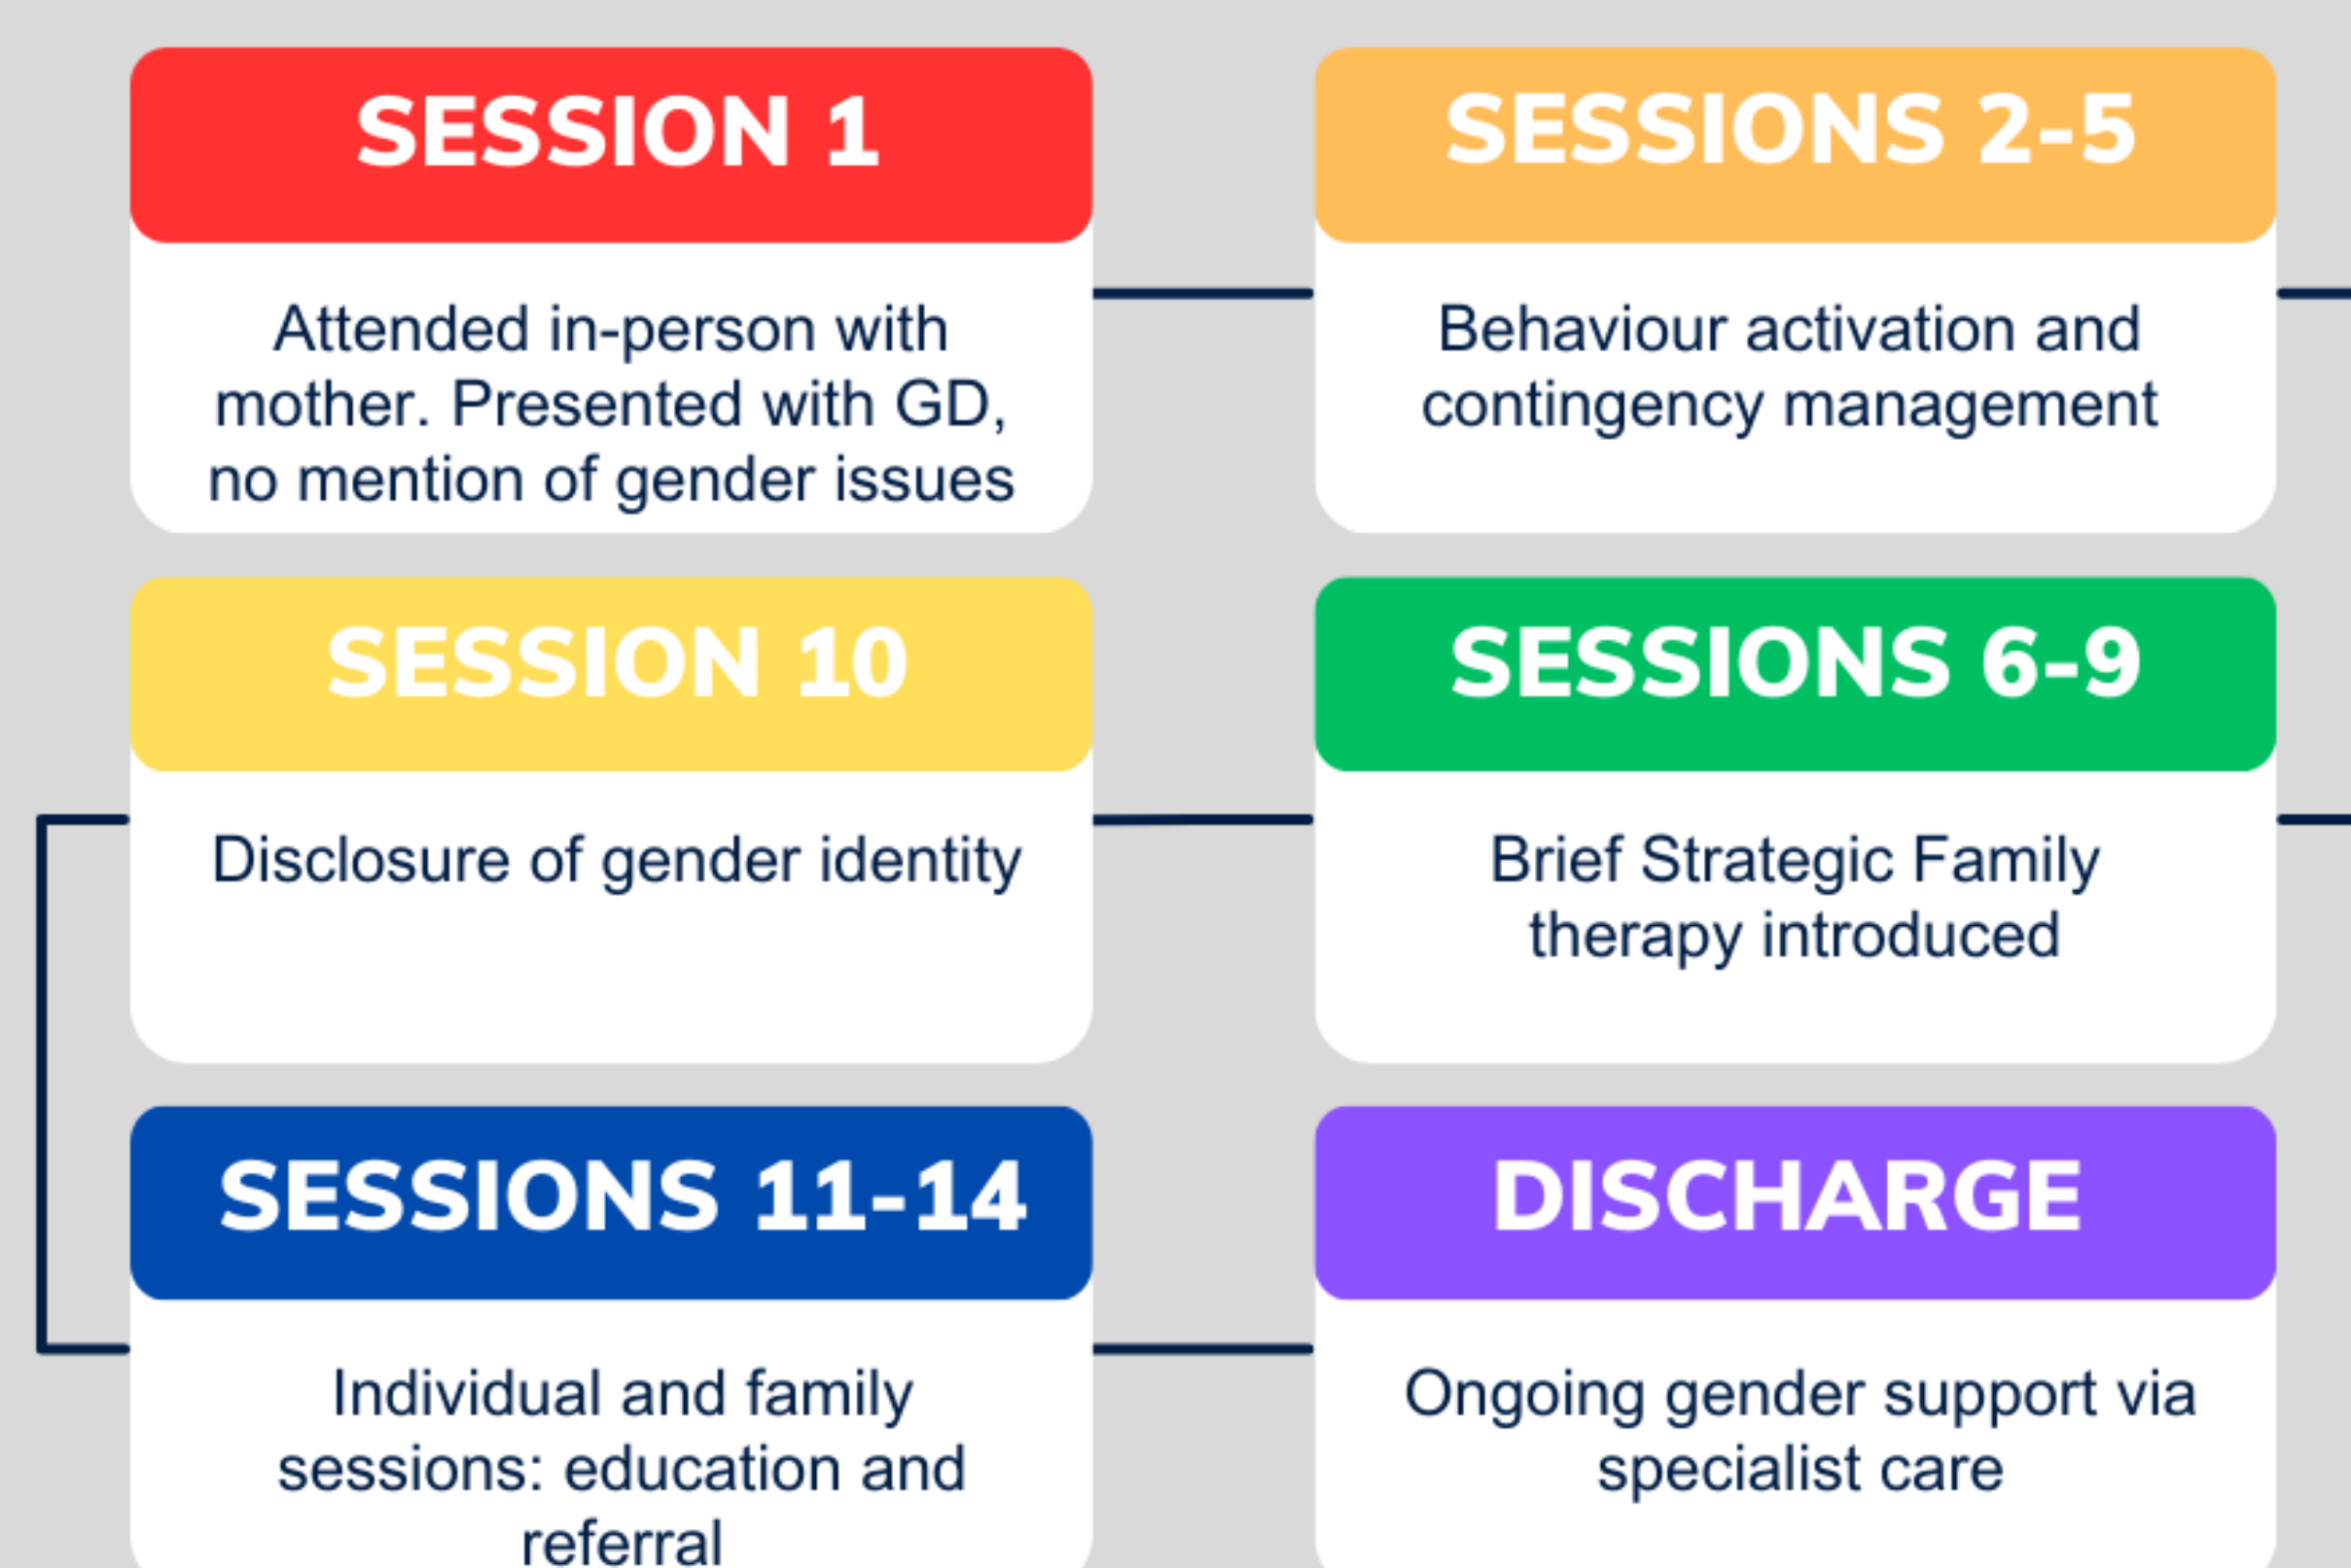 SESSION 1
Attended in-person with
mother. Presented with GD,
no mention of gender issues
SESSIONS 2-5
Behaviour activation and
contingency management
SESSION 10
Disclosure of gender identity
SESSIONS 6-9
Brief Strategic Family
therapy introduced
SESSIONS 11-14
Individual and family
sessions: education and
referral
DISCHARGE
Ongoing gender support via
specialist care